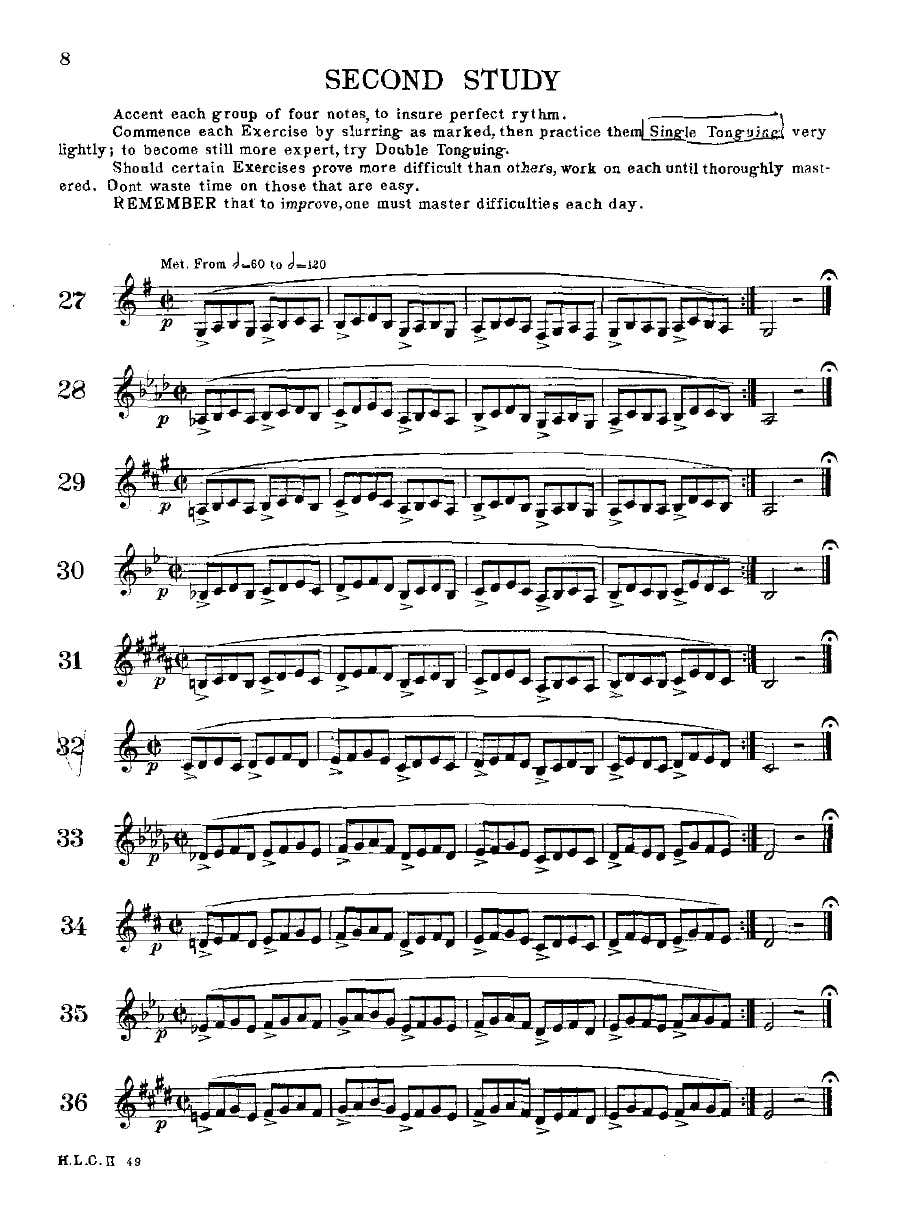 8
SECOND STUDY
Accent each group of four notes, to insure perfect rythm.
Commence each Exercise by slurring as marked, then practice them Single Tonguing very
lightly; to become still more expert, try Double Tonguing.
Should certain Exercises prove more difficult than others, work on each until thoroughly mast-
ered. Dont waste time on those that are easy.
REMEMBER that to improve, one must master difficulties each day.
Met. From 𝅗𝅥=60 to 𝅗𝅥=120
27
p
28
p
29
p
30
p
31
p
32
p
33
p
34
p
35
p
36
p
H.L.C. II 49